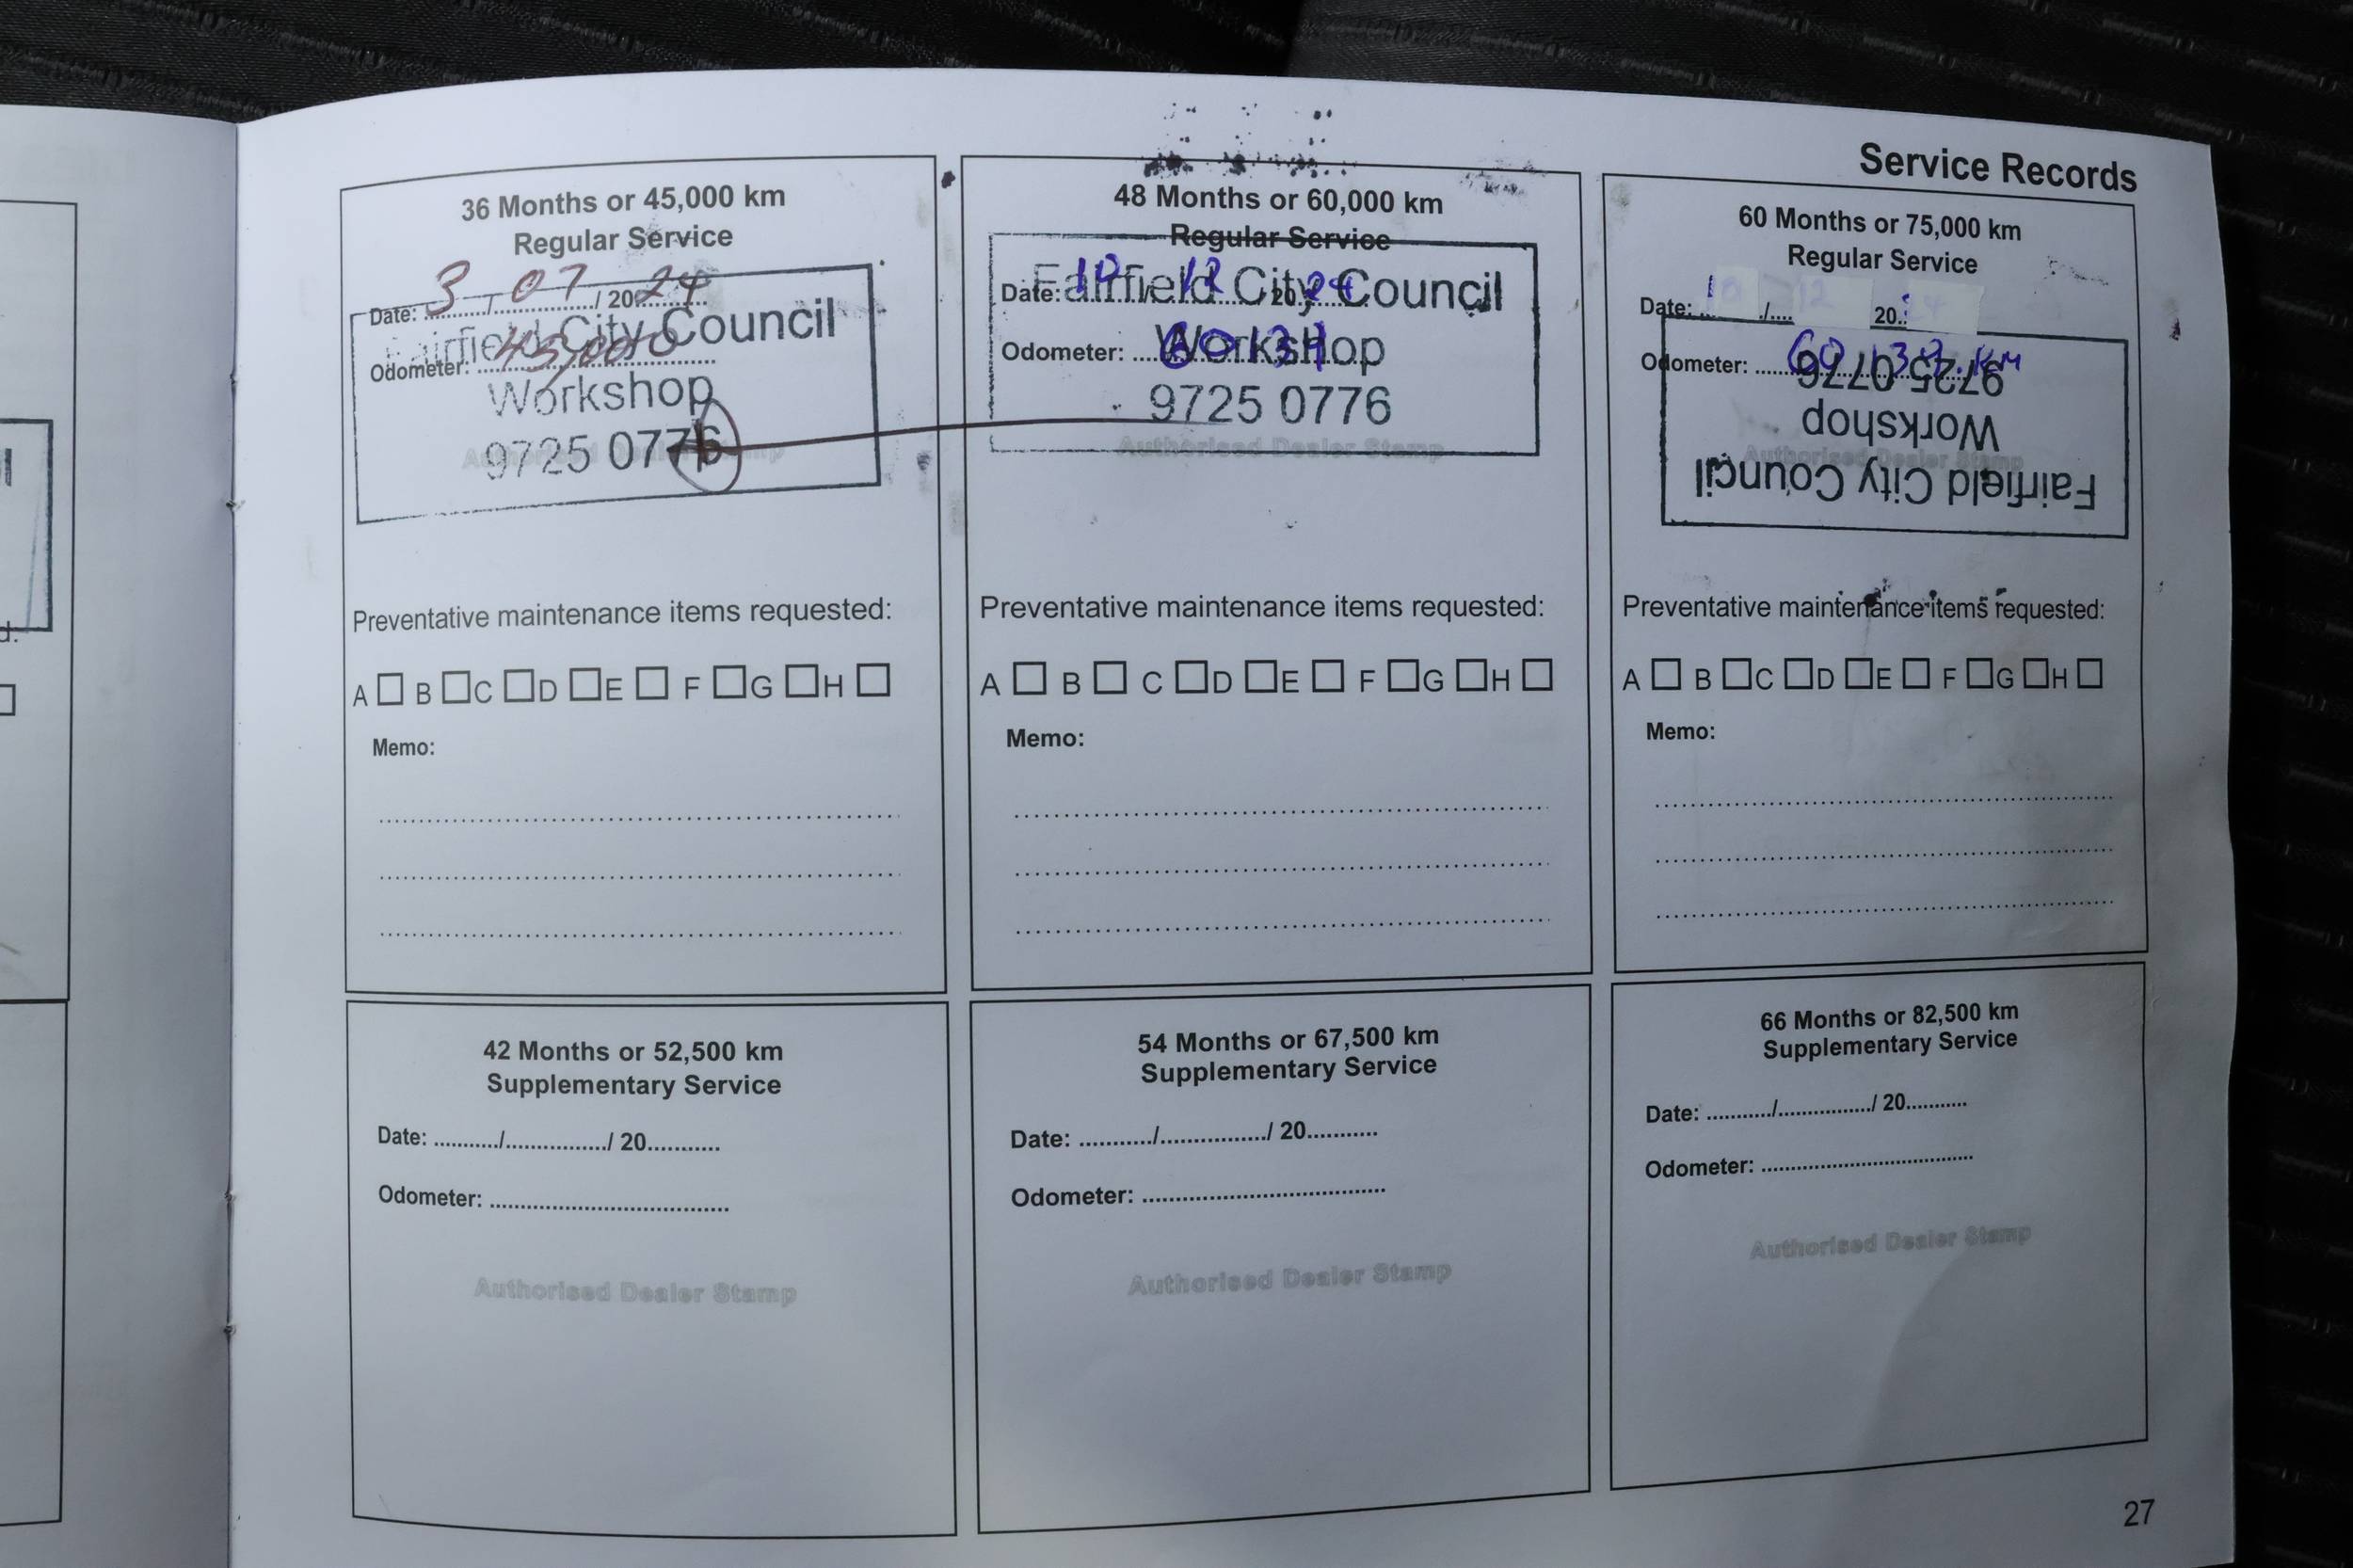 Service Records
36 Months or 45,000 km
Regular Service
Date: 3 / 07 / 2024
Odometer: 45,000
Fairfield City Council
Workshop
9725 0776
Authorised Dealer Stamp
Preventative maintenance items requested:
A B C D E F G H
Memo:
48 Months or 60,000 km
Regular Service
Date: 10 12 2024
Odometer:
Fairfield City Council
Workshop
9725 0776
Authorised Dealer Stamp
Preventative maintenance items requested:
A B C D E F G H
Memo:
60 Months or 75,000 km
Regular Service
Date: 10 / 12 20 24
Odometer: KM
9725 0776
Workshop
Fairfield City Council
Authorised Dealer Stamp
Preventative maintenance items requested:
A B C D E F G H
Memo:
42 Months or 52,500 km
Supplementary Service
Date: ........../................/ 20...........
Odometer: ....................................
Authorised Dealer Stamp
54 Months or 67,500 km
Supplementary Service
Date: ........../................/ 20...........
Odometer: ....................................
Authorised Dealer Stamp
66 Months or 82,500 km
Supplementary Service
Date: ........../................/ 20...........
Odometer: ....................................
Authorised Dealer Stamp
27